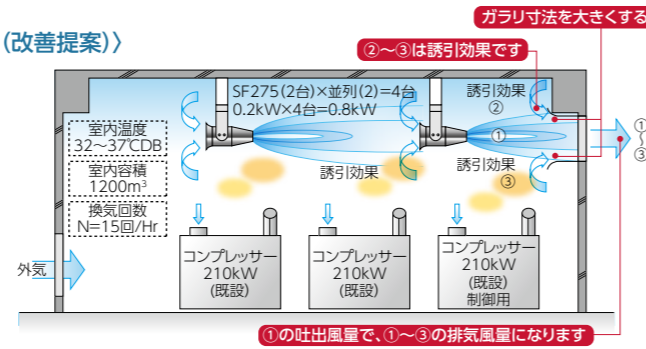 ガラリ寸法を大きくする
(改善提案)〉
②〜③は誘引効果です
SF275(2台)×並列(2)=4台
0.2kW×4台=0.8kW
誘引効果
②
①
①〜③
室内温度
32〜37℃DB
室内容積
1200m³
換気回数
N=15回/Hr
誘引効果
誘引効果
③
外気
コンプレッサー
210kW
(既設)
コンプレッサー
210kW
(既設)
コンプレッサー
210kW
(既設)
制御用
①の吐出風量で、①〜③の排気風量になります